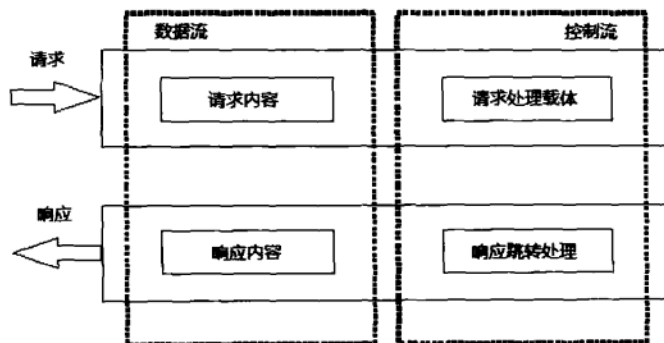 数据流
控制流
请求
请求内容
请求处理载体
响应
响应内容
响应跳转处理